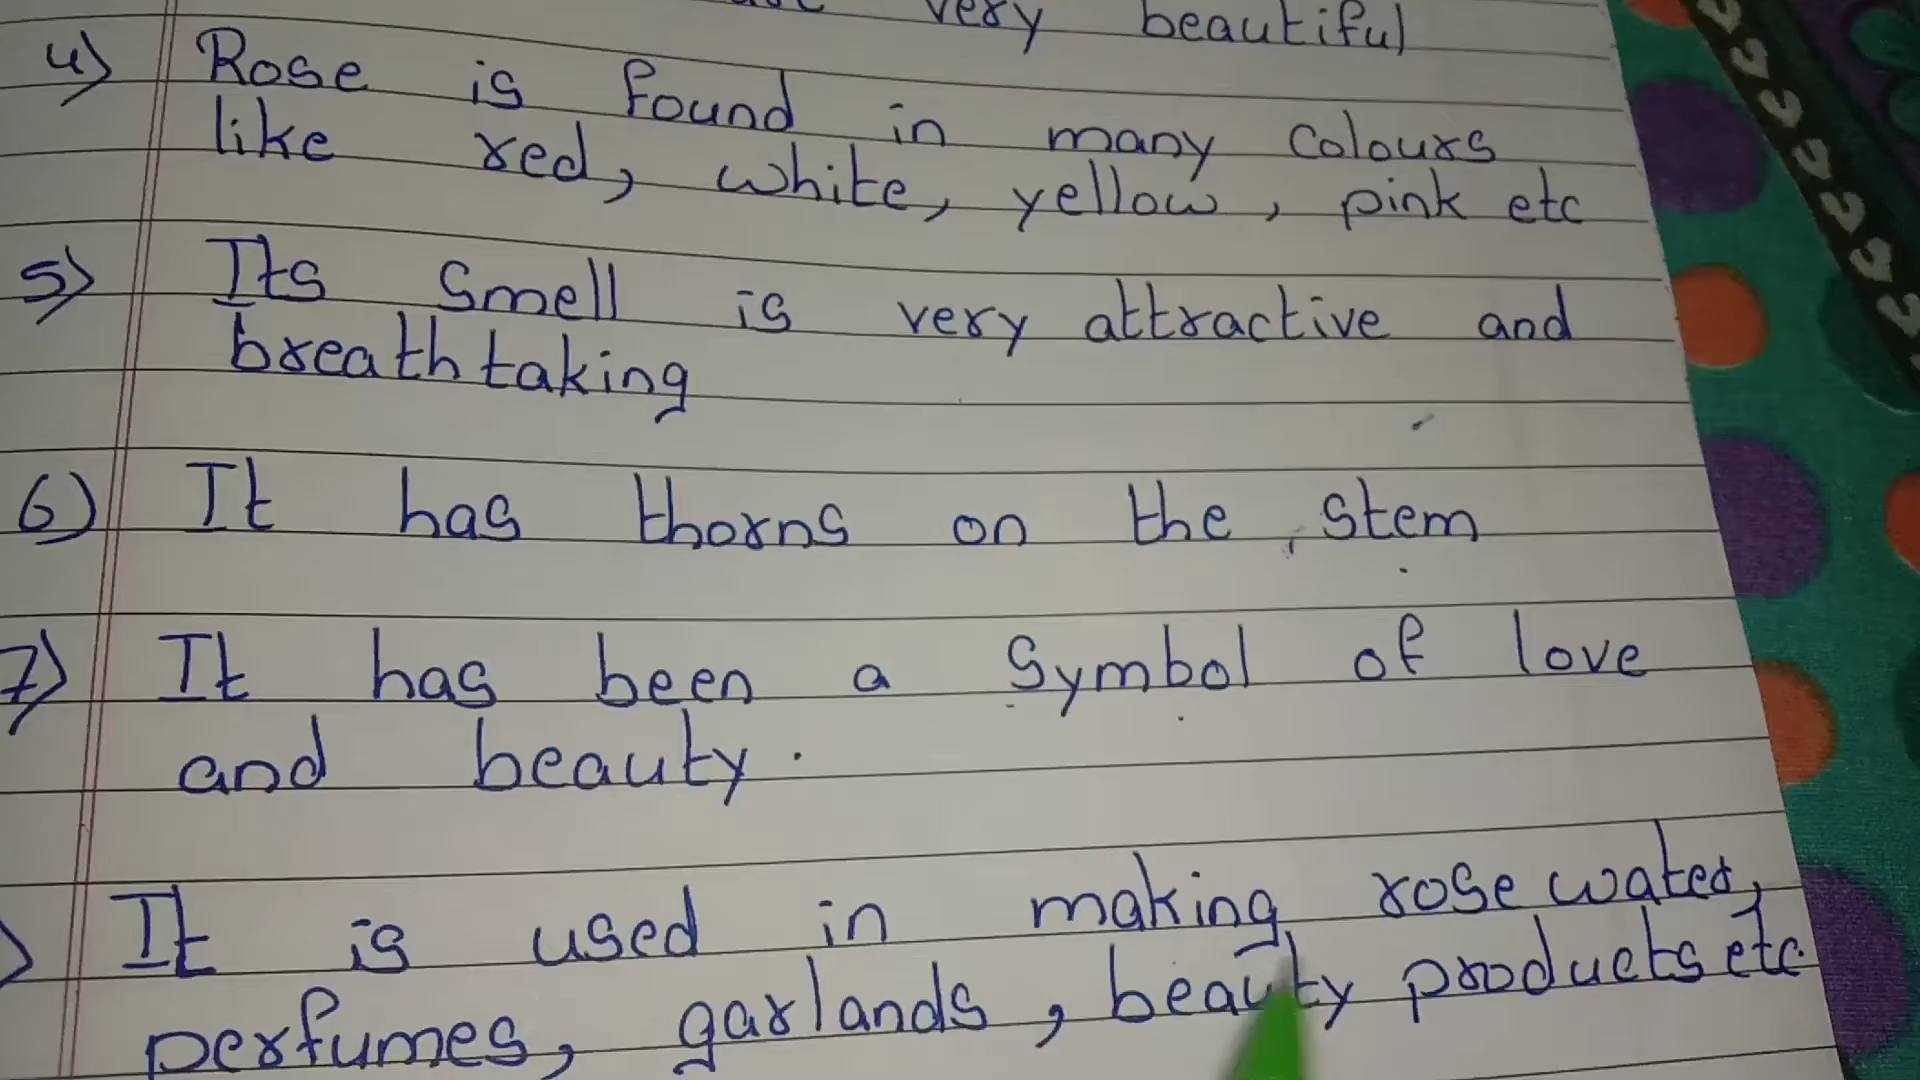 very beautiful
4) Rose is found in many colours
like red, white, yellow, pink etc
5) Its smell is very attractive and
breathtaking
6) It has thorns on the stem
7) It has been a symbol of love
and beauty.
) It is used in making rose water,
perfumes, garlands, beauty products etc.